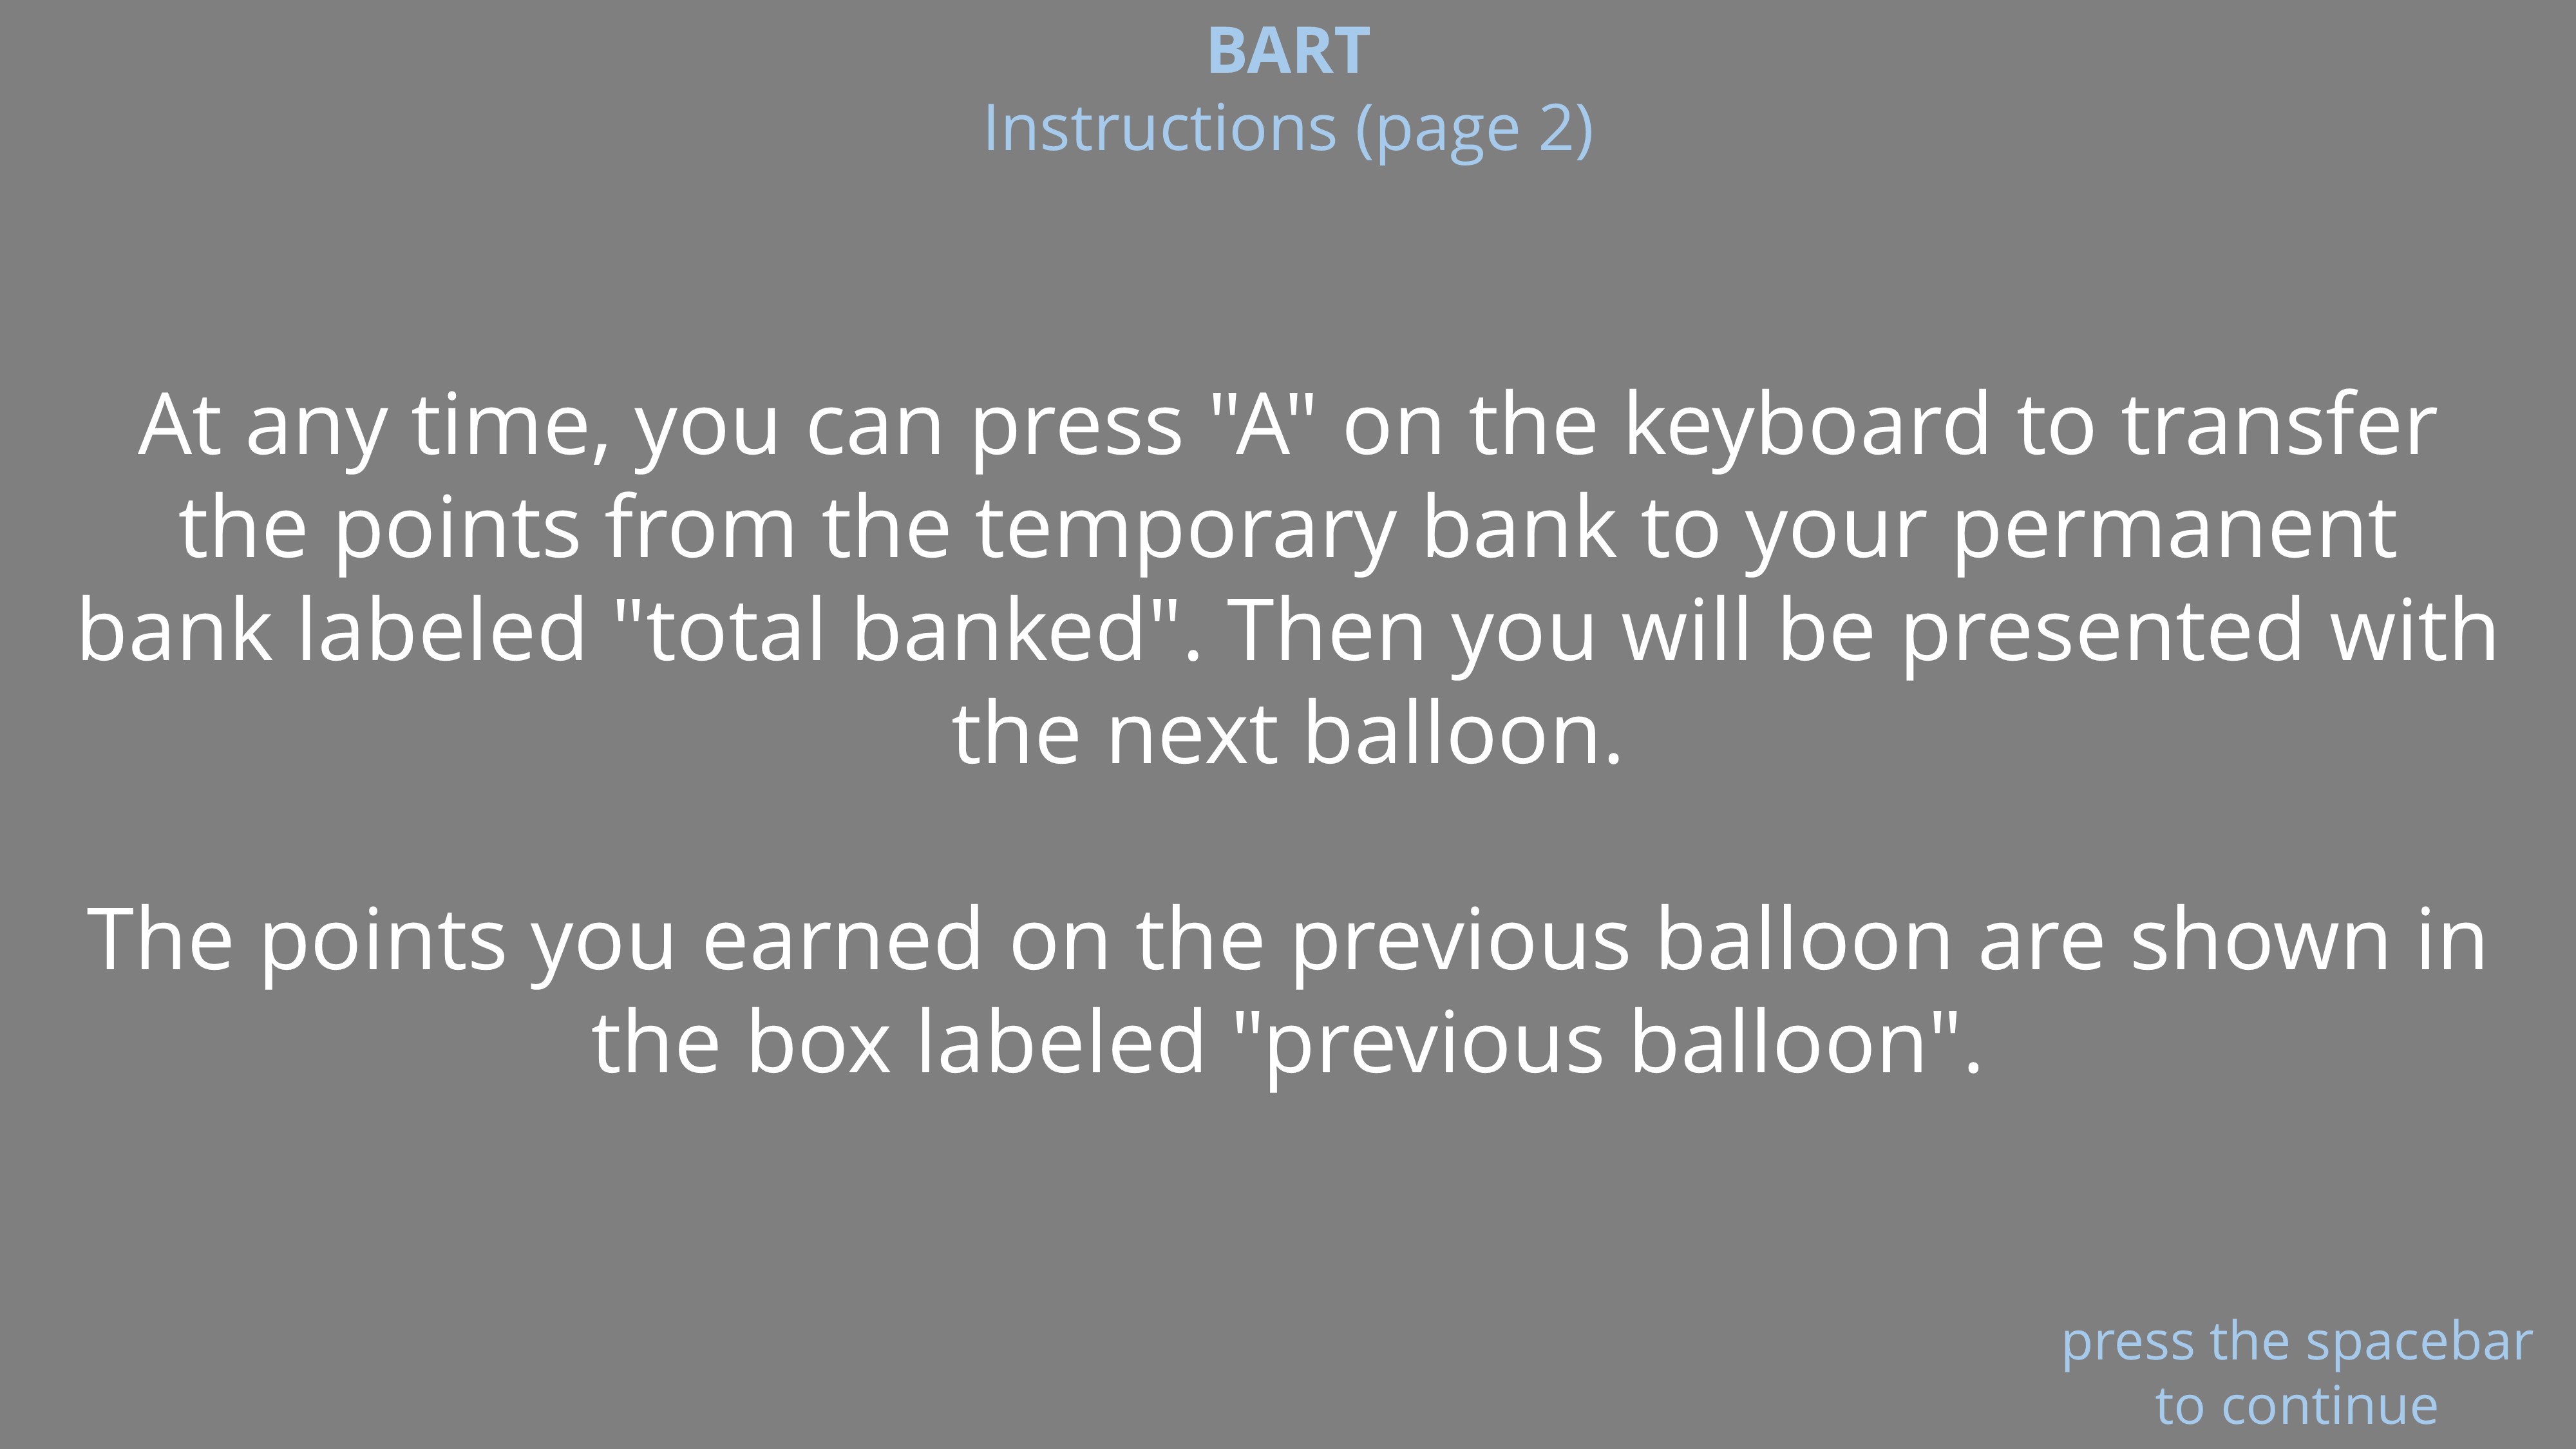 BART
Instructions (page 2)
At any time, you can press "A" on the keyboard to transfer
the points from the temporary bank to your permanent
bank labeled "total banked". Then you will be presented with
the next balloon.
The points you earned on the previous balloon are shown in
the box labeled "previous balloon".
press the spacebar
to continue